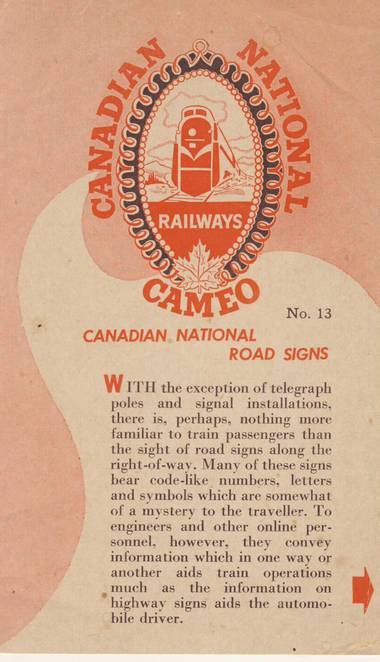 CANADIAN NATIONAL
RAILWAYS
CAMEO
No. 13
CANADIAN NATIONAL
ROAD SIGNS
WITH the exception of telegraph
poles and signal installations,
there is, perhaps, nothing more
familiar to train passengers than
the sight of road signs along the
right-of-way. Many of these signs
bear code-like numbers, letters
and symbols which are somewhat
of a mystery to the traveller. To
engineers and other online per-
sonnel, however, they convey
information which in one way or
another aids train operations
much as the information on
highway signs aids the automo-
bile driver.